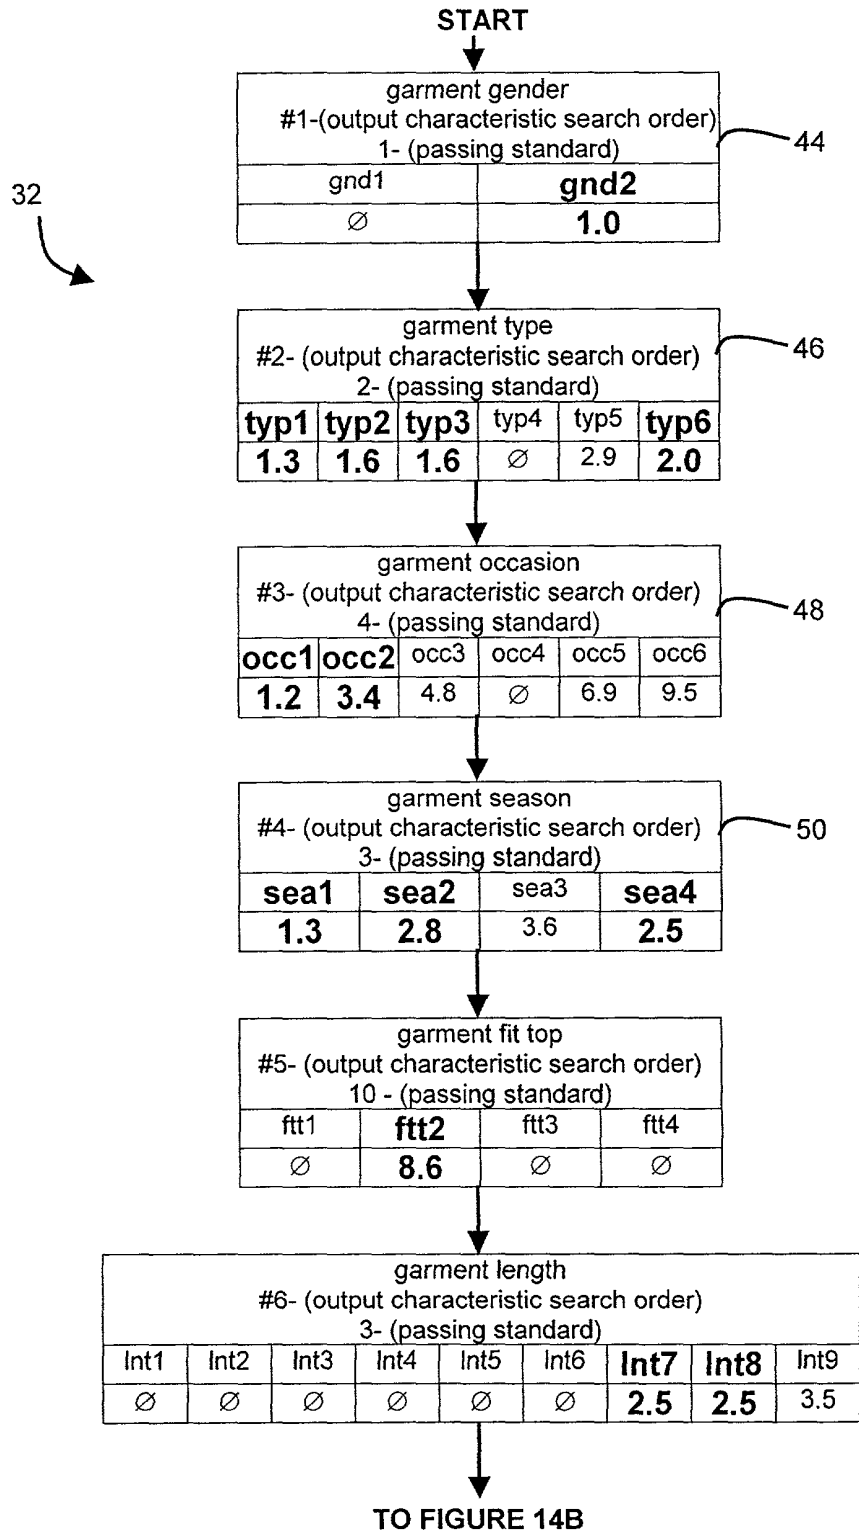 START
garment gender
#1-(output characteristic search order)
1- (passing standard)
44
gnd1 gnd2
∅ 1.0
32
garment type
#2- (output characteristic search order)
2- (passing standard)
46
typ1 typ2 typ3 typ4 typ5 typ6
1.3 1.6 1.6 ∅ 2.9 2.0
garment occasion
#3- (output characteristic search order)
4- (passing standard)
48
occ1 occ2 occ3 occ4 occ5 occ6
1.2 3.4 4.8 ∅ 6.9 9.5
garment season
#4- (output characteristic search order)
3- (passing standard)
50
sea1 sea2 sea3 sea4
1.3 2.8 3.6 2.5
garment fit top
#5- (output characteristic search order)
10 - (passing standard)
ftt1 ftt2 ftt3 ftt4
∅ 8.6 ∅ ∅
garment length
#6- (output characteristic search order)
3- (passing standard)
lnt1 lnt2 lnt3 lnt4 lnt5 lnt6 lnt7 lnt8 lnt9
∅ ∅ ∅ ∅ ∅ ∅ 2.5 2.5 3.5
TO FIGURE 14B